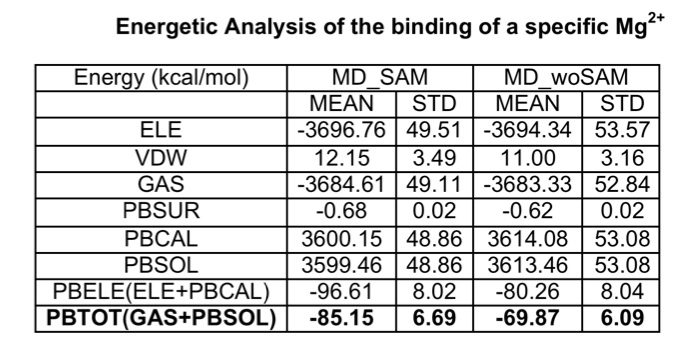 Energetic Analysis of the binding of a specific Mg2+
Energy (kcal/mol) MD_SAM MD_woSAM
MEAN STD MEAN STD
ELE -3696.76 49.51 -3694.34 53.57
VDW 12.15 3.49 11.00 3.16
GAS -3684.61 49.11 -3683.33 52.84
PBSUR -0.68 0.02 -0.62 0.02
PBCAL 3600.15 48.86 3614.08 53.08
PBSOL 3599.46 48.86 3613.46 53.08
PBELE(ELE+PBCAL) -96.61 8.02 -80.26 8.04
PBTOT(GAS+PBSOL) -85.15 6.69 -69.87 6.09